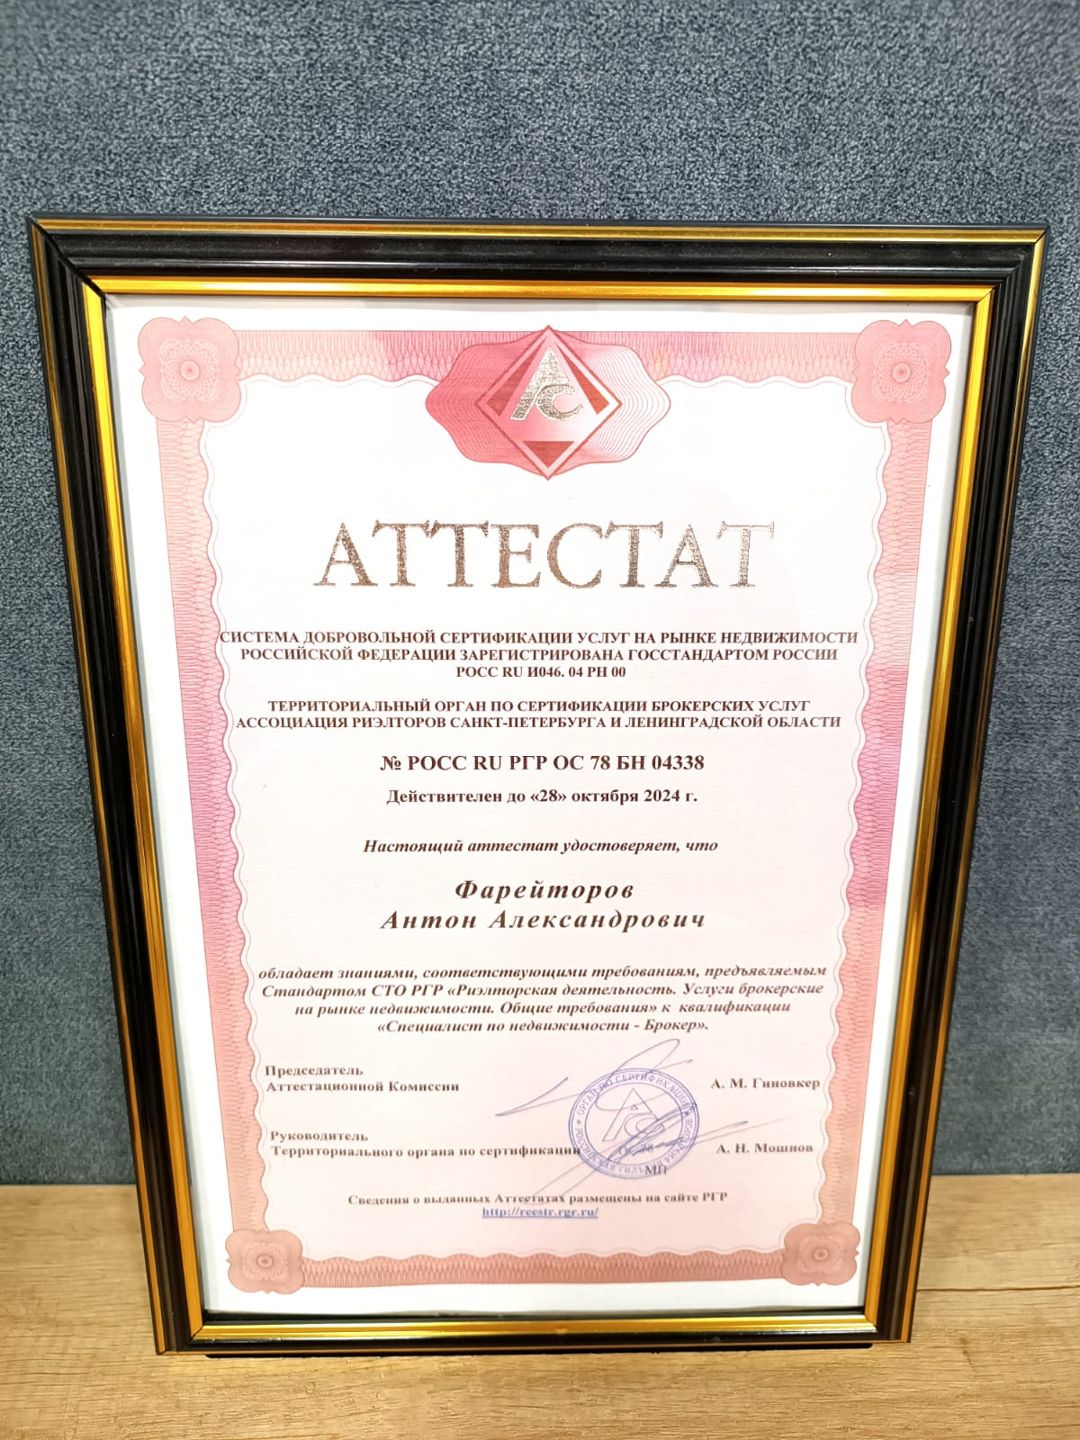 АС
АТТЕСТАТ
СИСТЕМА ДОБРОВОЛЬНОЙ СЕРТИФИКАЦИИ УСЛУГ НА РЫНКЕ НЕДВИЖИМОСТИ
РОССИЙСКОЙ ФЕДЕРАЦИИ ЗАРЕГИСТРИРОВАНА ГОССТАНДАРТОМ РОССИИ
РОСС RU И046. 04 РН 00
ТЕРРИТОРИАЛЬНЫЙ ОРГАН ПО СЕРТИФИКАЦИИ БРОКЕРСКИХ УСЛУГ
АССОЦИАЦИЯ РИЭЛТОРОВ САНКТ-ПЕТЕРБУРГА И ЛЕНИНГРАДСКОЙ ОБЛАСТИ
№ РОСС RU РГР ОС 78 БН 04338
Действителен до «28» октября 2024 г.
Настоящий аттестат удостоверяет, что
Фарейторов
Антон Александрович
обладает знаниями, соответствующими требованиям, предъявляемым
Стандартом СТО РГР «Риэлторская деятельность. Услуги брокерские
на рынке недвижимости. Общие требования» к квалификации
«Специалист по недвижимости - Брокер».
Председатель
Аттестационной Комиссии
А. М. Гиновкер
Руководитель
Территориального органа по сертификации
А. Н. Мошнов
МП
Сведения о выданных Аттестатах размещены на сайте РГР
http://reestr.rgr.ru/